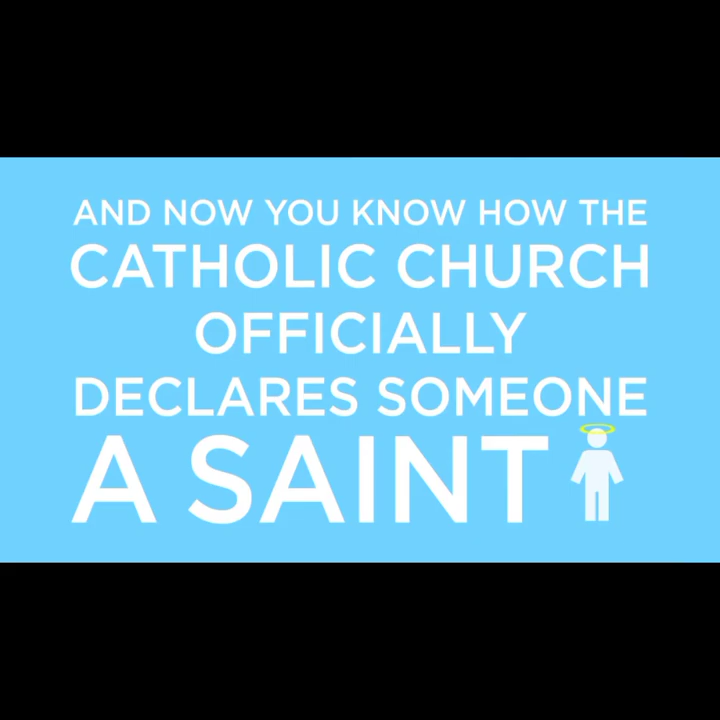 AND NOW YOU KNOW HOW THE
CATHOLIC CHURCH
OFFICIALLY
DECLARES SOMEONE
A SAINT